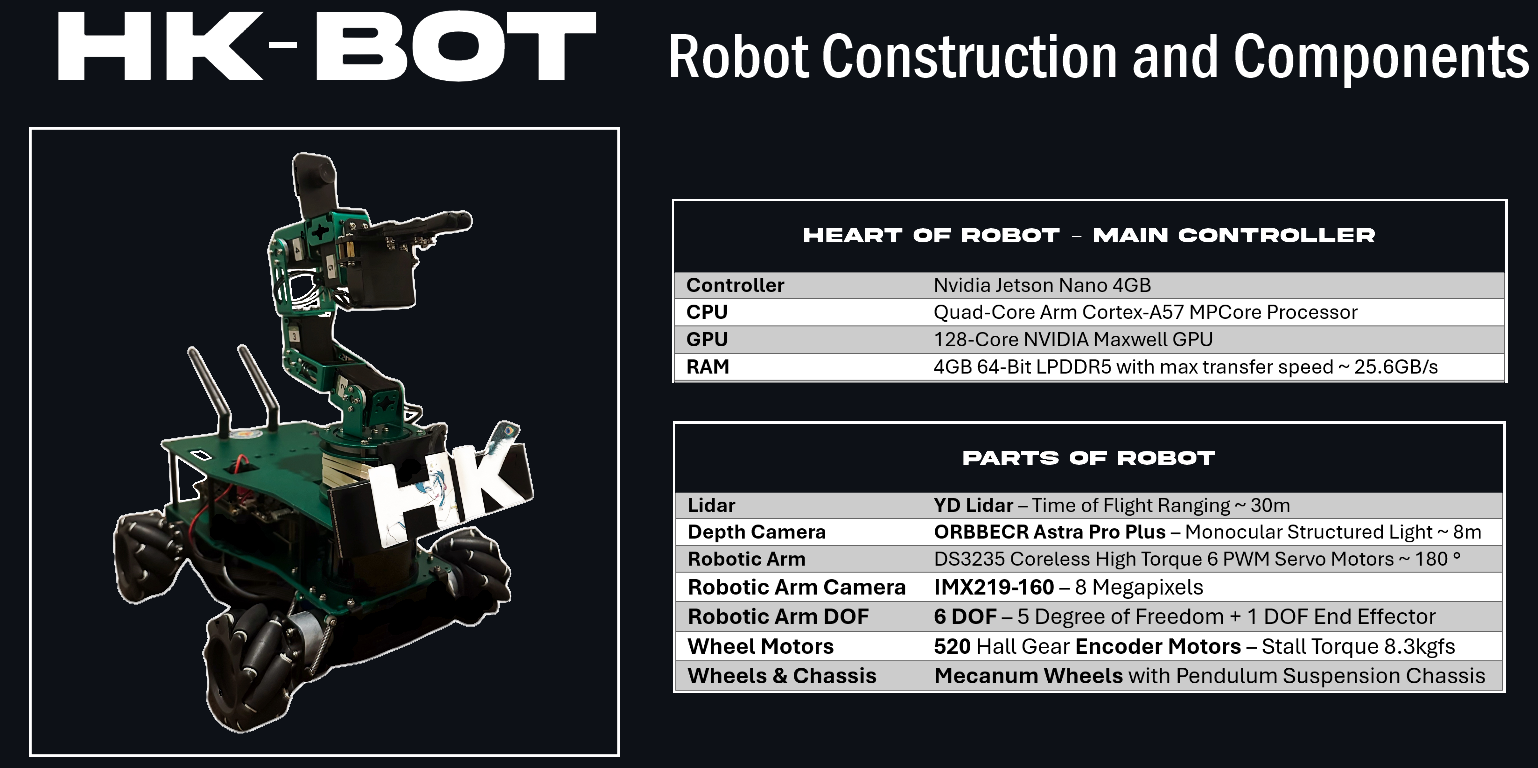 HK-BOT
Robot Construction and Components
HK
HEART OF ROBOT - MAIN CONTROLLER
Controller Nvidia Jetson Nano 4GB
CPU Quad-Core Arm Cortex-A57 MPCore Processor
GPU 128-Core NVIDIA Maxwell GPU
RAM 4GB 64-Bit LPDDR5 with max transfer speed ~ 25.6GB/s
PARTS OF ROBOT
Lidar YD Lidar – Time of Flight Ranging ~ 30m
Depth Camera ORBBECR Astra Pro Plus – Monocular Structured Light ~ 8m
Robotic Arm DS3235 Coreless High Torque 6 PWM Servo Motors ~ 180 °
Robotic Arm Camera IMX219-160 – 8 Megapixels
Robotic Arm DOF 6 DOF – 5 Degree of Freedom + 1 DOF End Effector
Wheel Motors 520 Hall Gear Encoder Motors – Stall Torque 8.3kgfs
Wheels & Chassis Mecanum Wheels with Pendulum Suspension Chassis